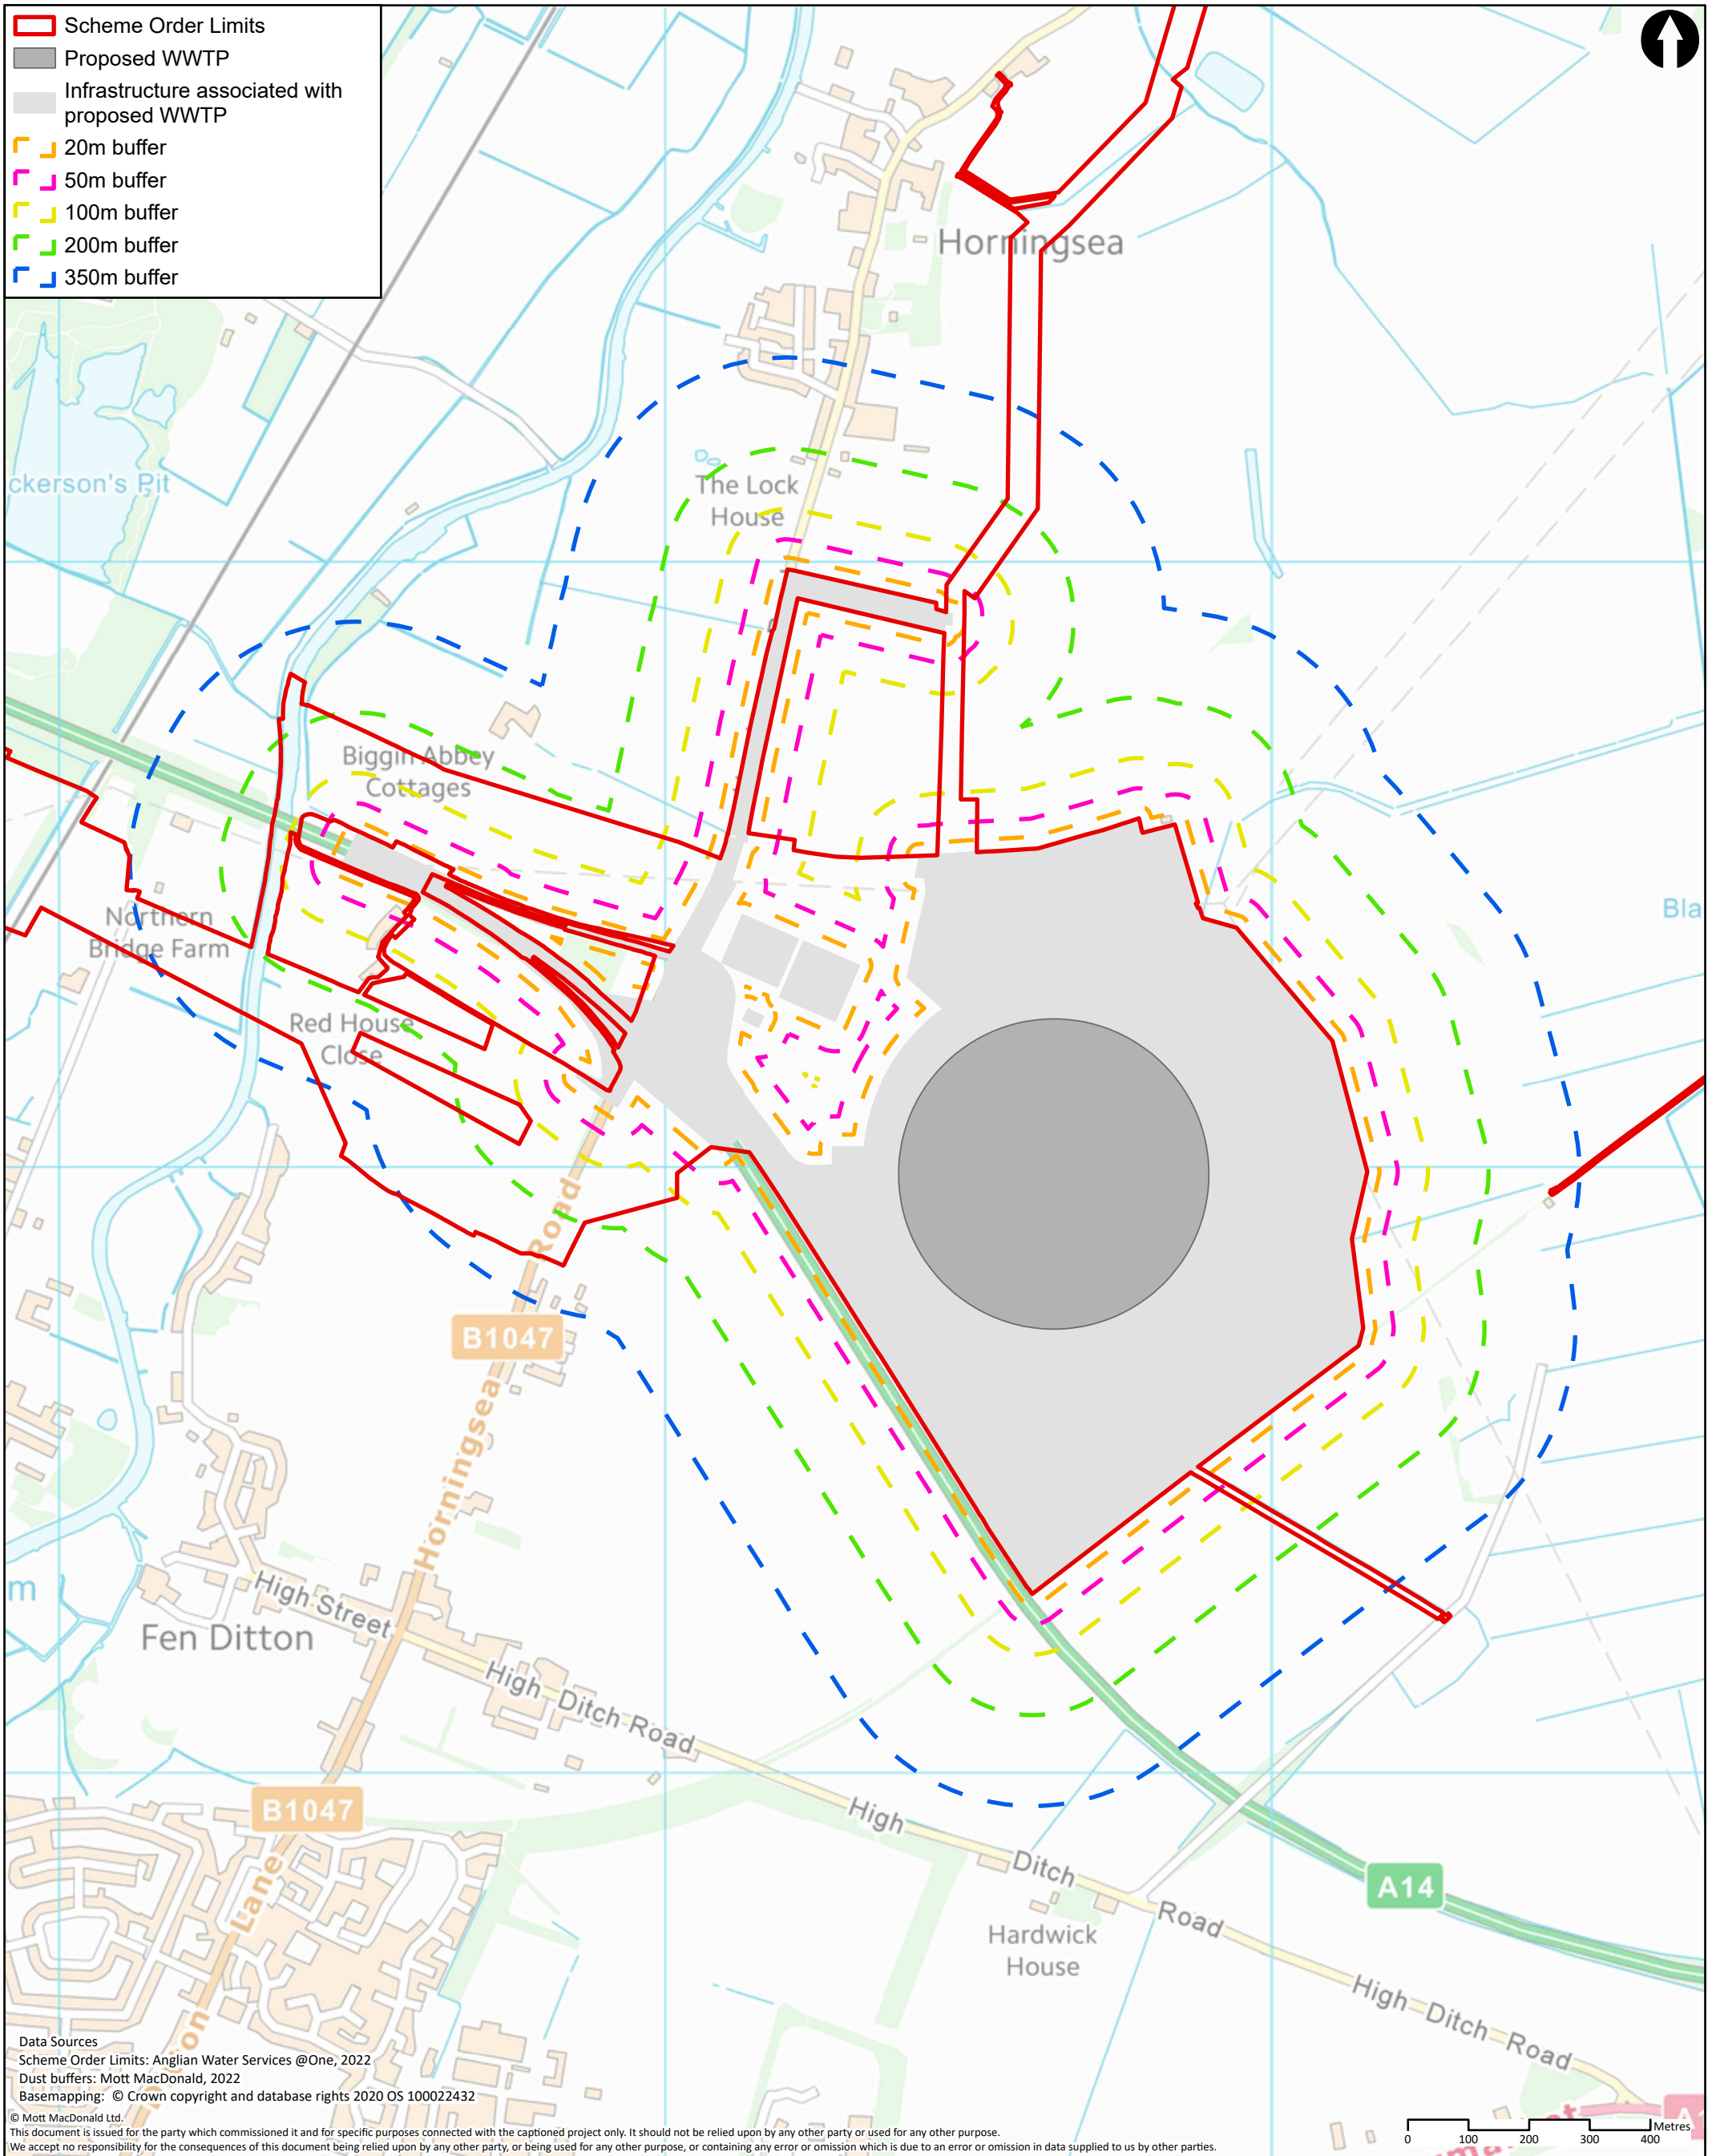 Scheme Order Limits
Proposed WWTP
Infrastructure associated with
proposed WWTP
20m buffer
50m buffer
100m buffer
200m buffer
350m buffer
Horningsea
ckerson's Pit
The Lock
House
Biggin Abbey
Cottages
Northern
Bridge Farm
Bla
Red House
Close
Road
B1047
Horningsea
High Street
m
Fen Ditton
High Ditch Road
B1047
High
Ditch
Road
A14
Lane
Hardwick
House
High Ditch Road
on
Data Sources
Scheme Order Limits: Anglian Water Services @One, 2022
Dust buffers: Mott MacDonald, 2022
Basemapping: © Crown copyright and database rights 2020 OS 100022432
© Mott MacDonald Ltd.
This document is issued for the party which commissioned it and for specific purposes connected with the captioned project only. It should not be relied upon by any other party or used for any other purpose.
We accept no responsibility for the consequences of this document being relied upon by any other party, or being used for any other purpose, or containing any error or omission which is due to an error or omission in data supplied to us by other parties.
Metres
0 100 200 300 400